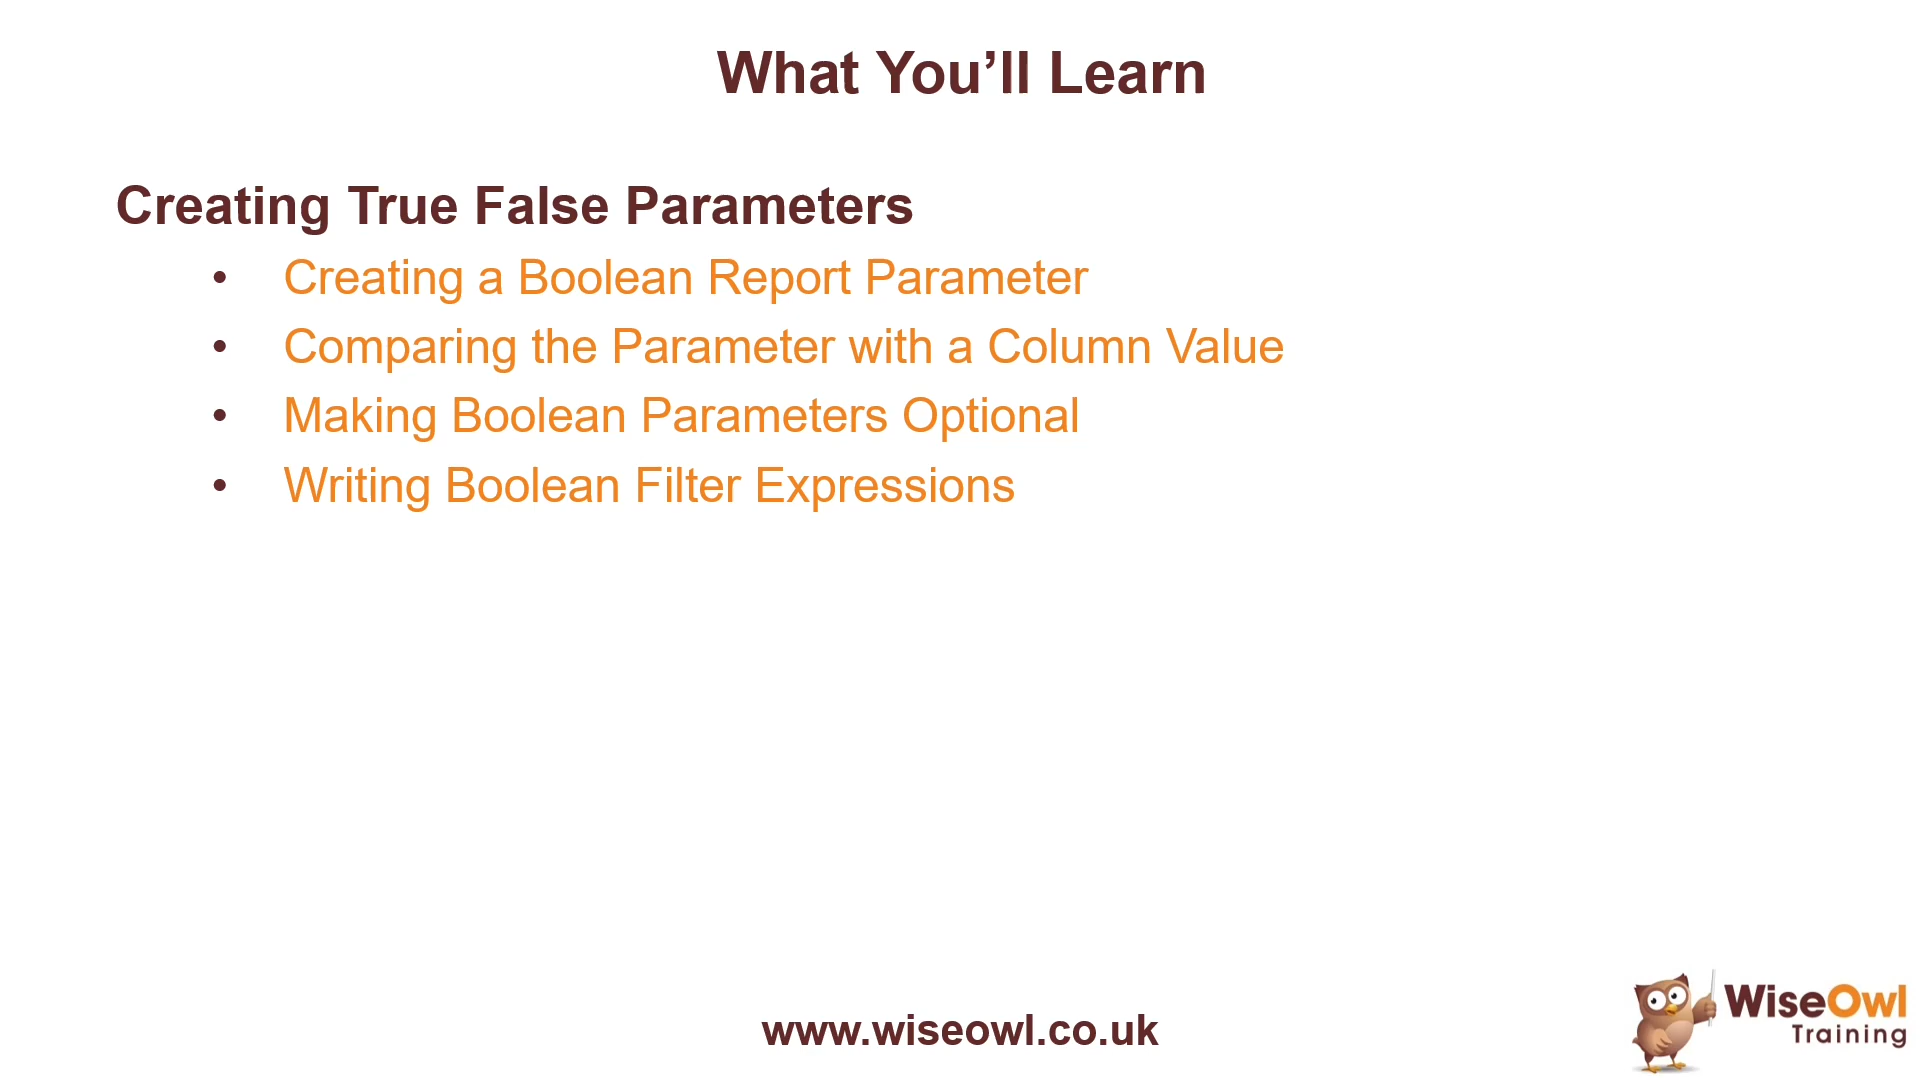 What You’ll Learn
Creating True False Parameters
• Creating a Boolean Report Parameter
• Comparing the Parameter with a Column Value
• Making Boolean Parameters Optional
• Writing Boolean Filter Expressions
www.wiseowl.co.uk
WiseOwl
Training